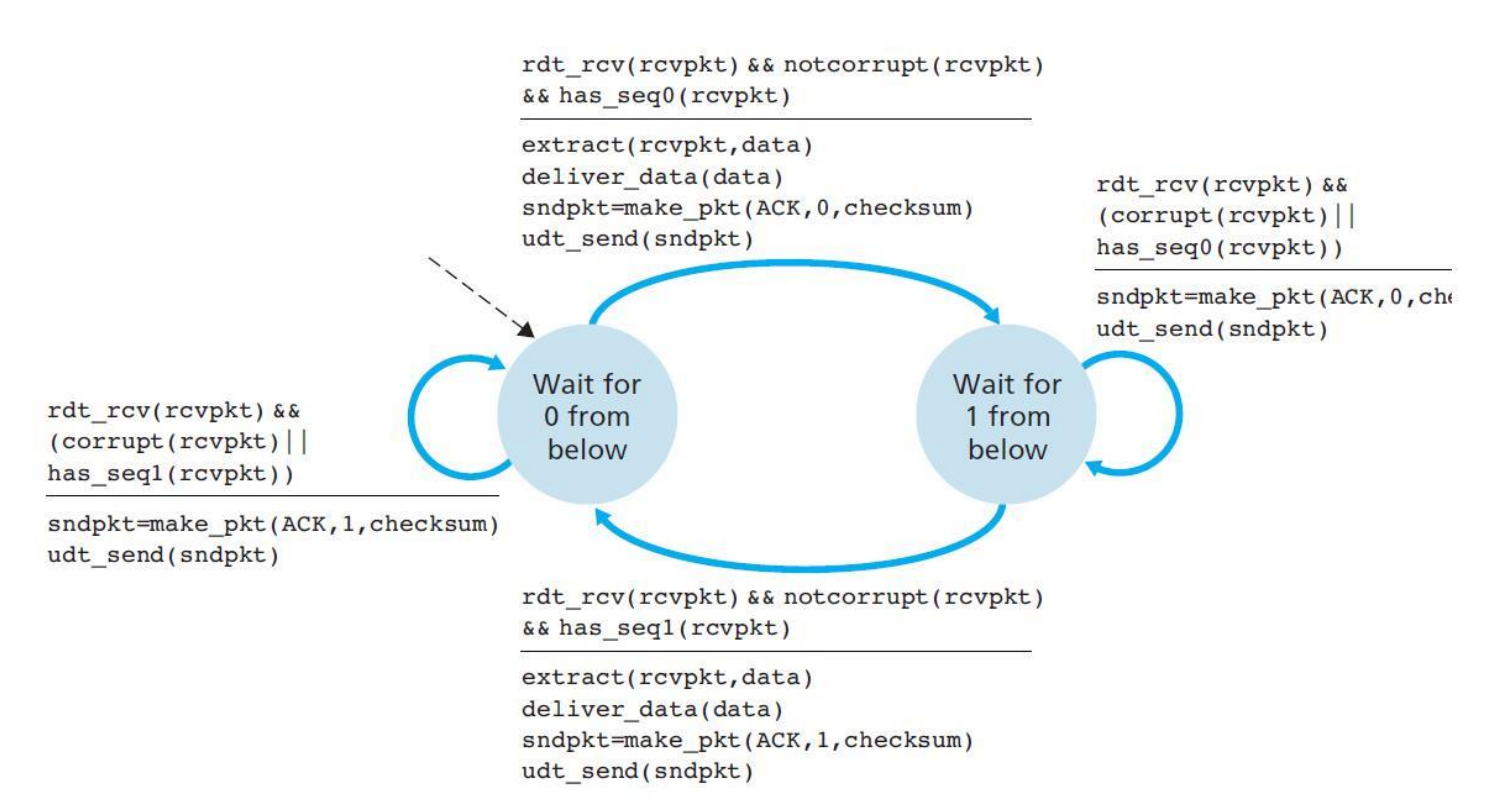 rdt_rcv(rcvpkt) && notcorrupt(rcvpkt)
&& has_seq0(rcvpkt)
extract(rcvpkt,data)
deliver_data(data)
sndpkt=make_pkt(ACK,0,checksum)
udt_send(sndpkt)
rdt_rcv(rcvpkt) &&
(corrupt(rcvpkt)||
has_seq0(rcvpkt))
sndpkt=make_pkt(ACK,0,che
udt_send(sndpkt)
Wait for
0 from
below
Wait for
1 from
below
rdt_rcv(rcvpkt) &&
(corrupt(rcvpkt)||
has_seq1(rcvpkt))
sndpkt=make_pkt(ACK,1,checksum)
udt_send(sndpkt)
rdt_rcv(rcvpkt) && notcorrupt(rcvpkt)
&& has_seq1(rcvpkt)
extract(rcvpkt,data)
deliver_data(data)
sndpkt=make_pkt(ACK,1,checksum)
udt_send(sndpkt)